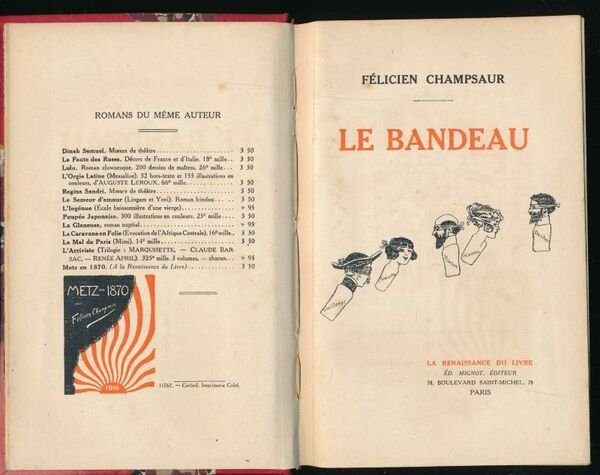 ROMANS DU MÊME AUTEUR
Dinah Samuel. Mœurs de théâtre. 3 50
La Faute des Roses. Décors de France et d'Italie. 18e mille.. 3 50
Lulu. Roman clownesque. 200 dessins de maîtres. 26e mille.. 3 50
L'Orgie Latine (Messaline). 32 hors-texte et 155 illustrations en
couleurs, d'AUGUSTE LEROUX. 66e mille. 3 50
Regina Sandri. Mœurs de théâtre. 3 50
Le Semeur d'amour (Lingam et Yoni). Roman hindou. 3 50
L'Ingénue (École buissonnière d'une vierge). » 95
Poupée Japonaise. 300 illustrations en couleurs. 25e mille. 3 50
La Glaneuse, roman nuptial. » 95
La Caravane en Folie (Évocation de l'Afrique Centrale). 16e mille. 3 50
Le Mal de Paris (Mimi). 14e mille 3 50
L'Arriviste (Trilogie : MARQUISETTE, — CLAUDE BAR-
SAC, — RENÉE APRIL). 325e mille. 3 volumes, — chacun... » 95
Metz en 1870. (A la Renaissance du Livre) 3 50
METZ EN 1870
PAR
Félicien Champsaur
1916
11762. — Corbeil. Imprimerie Crété.
FÉLICIEN CHAMPSAUR
LE BANDEAU
LA RENAISSANCE DU LIVRE
ÉD. MIGNOT, ÉDITEUR
78, BOULEVARD SAINT-MICHEL, 78
PARIS